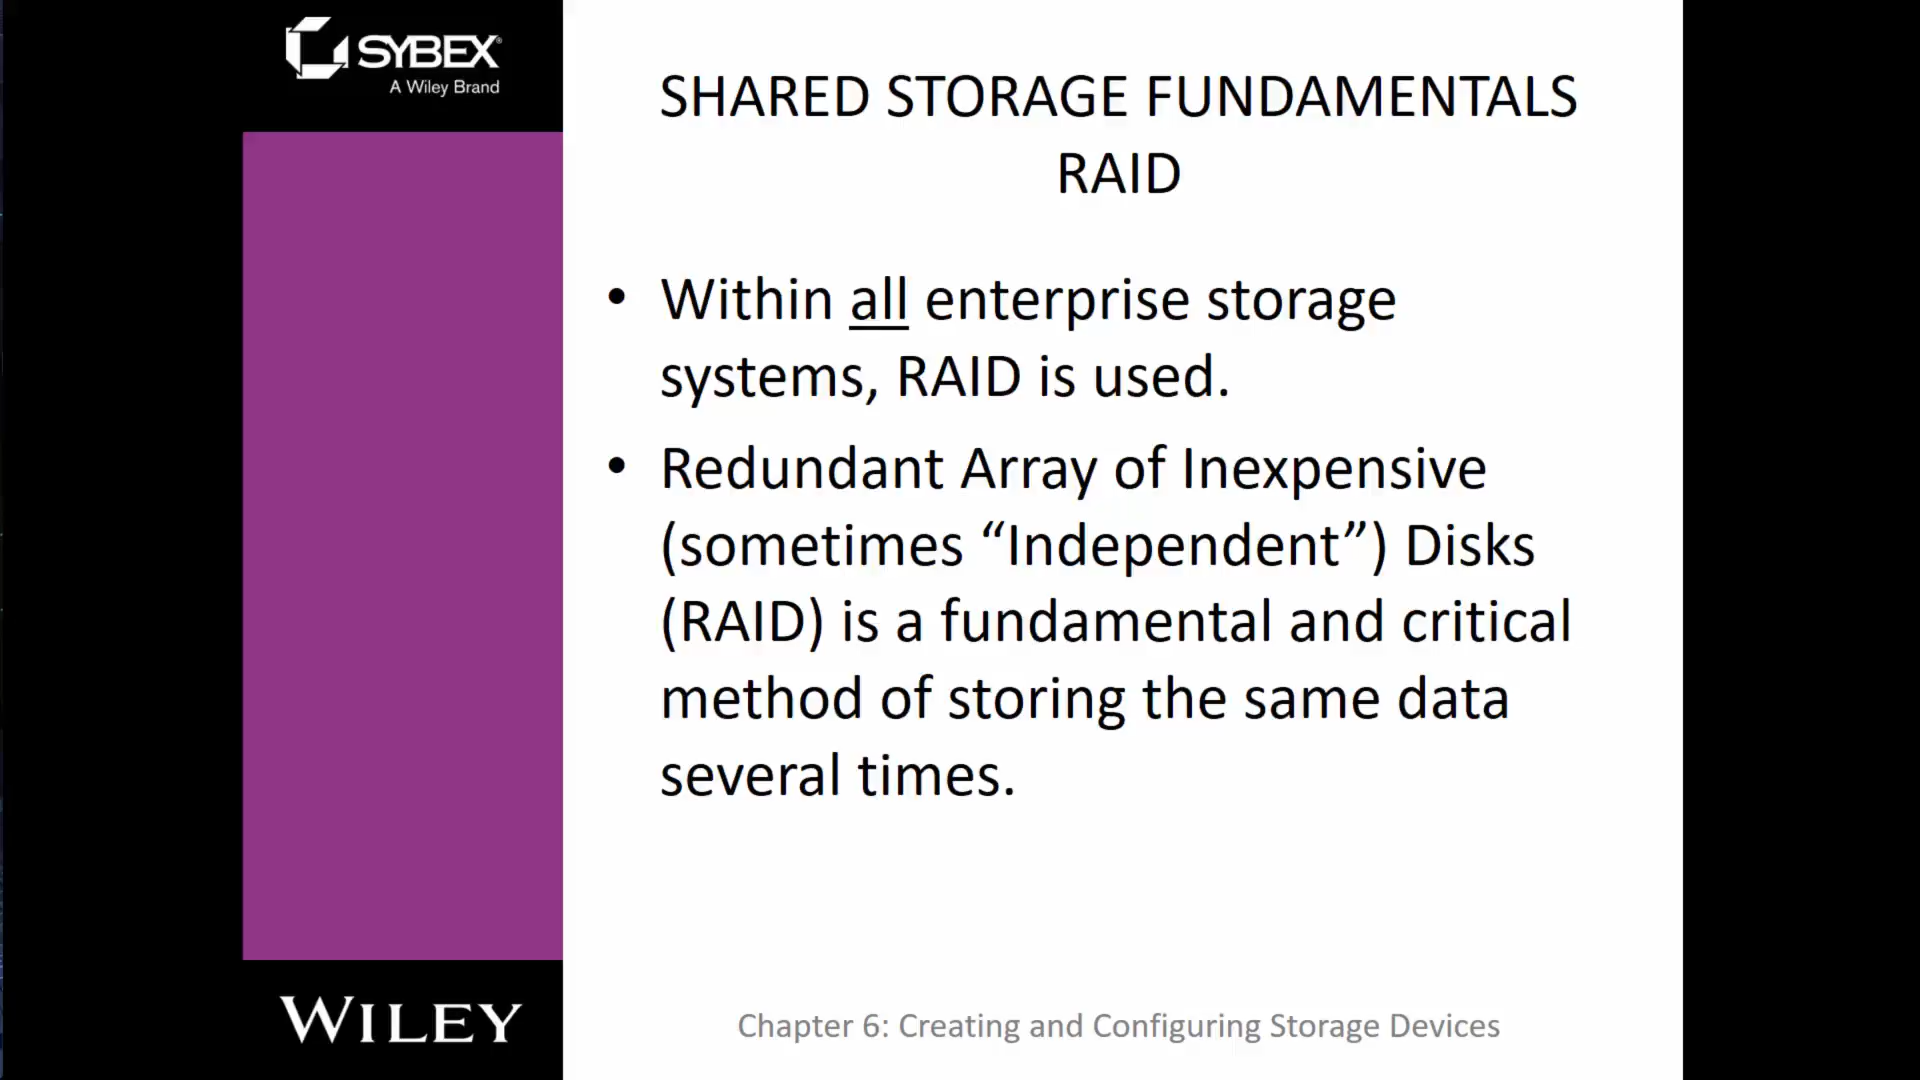 SYBEX®
A Wiley Brand
SHARED STORAGE FUNDAMENTALS
RAID
• Within all enterprise storage
systems, RAID is used.
• Redundant Array of Inexpensive
(sometimes “Independent”) Disks
(RAID) is a fundamental and critical
method of storing the same data
several times.
WILEY
Chapter 6: Creating and Configuring Storage Devices